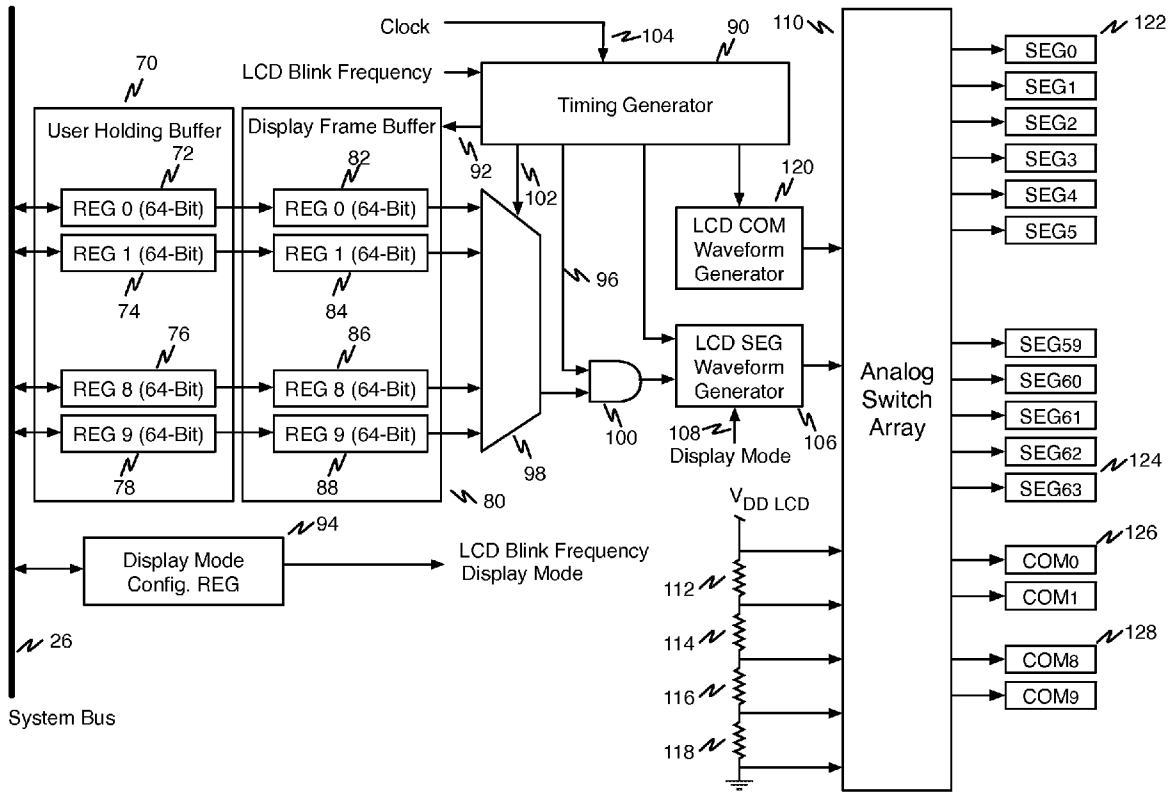 Clock
104
90
110
122
LCD Blink Frequency
Timing Generator
70
User Holding Buffer
Display Frame Buffer
92
102
72
82
REG 0 (64-Bit)
REG 0 (64-Bit)
REG 1 (64-Bit)
REG 1 (64-Bit)
74
84
76
86
REG 8 (64-Bit)
REG 8 (64-Bit)
REG 9 (64-Bit)
REG 9 (64-Bit)
78
88
80
98
96
100
120
LCD COM
Waveform
Generator
LCD SEG
Waveform
Generator
108
106
Display Mode
94
Display Mode
Config. REG
LCD Blink Frequency
Display Mode
26
System Bus
VDD LCD
112
114
116
118
Analog
Switch
Array
SEG0
SEG1
SEG2
SEG3
SEG4
SEG5
SEG59
SEG60
SEG61
SEG62
124
SEG63
126
COM0
COM1
128
COM8
COM9